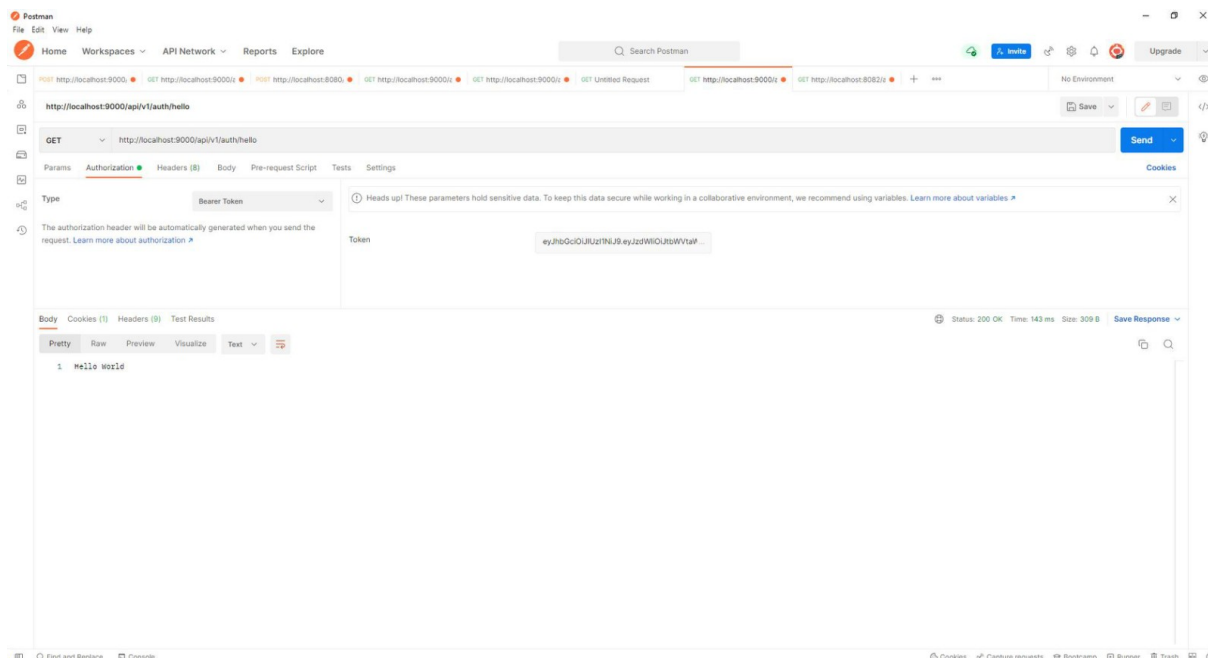 Postman
File Edit View Help
Home Workspaces API Network Reports Explore
Search Postman
Invite
Upgrade
POST http://localhost:9000, GET http://localhost:9000/a POST http://localhost:8080, GET http://localhost:9000/a GET http://localhost:9000/a GET Untitled Request GET http://localhost:9000/a GET http://localhost:8082/a + ooo No Environment
http://localhost:9000/api/v1/auth/hello
Save
GET http://localhost:9000/api/v1/auth/hello
Send
Params Authorization Headers (8) Body Pre-request Script Tests Settings
Cookies
Type Bearer Token
Heads up! These parameters hold sensitive data. To keep this data secure while working in a collaborative environment, we recommend using variables. Learn more about variables ↗
The authorization header will be automatically generated when you send the
request. Learn more about authorization ↗
Token
Body Cookies (1) Headers (9) Test Results
Status: 200 OK Time: 143 ms Size: 309 B Save Response
Pretty Raw Preview Visualize Text
1 Hello World
Find and Replace Console
Cookies Capture requests Bootcamp Runner Trash